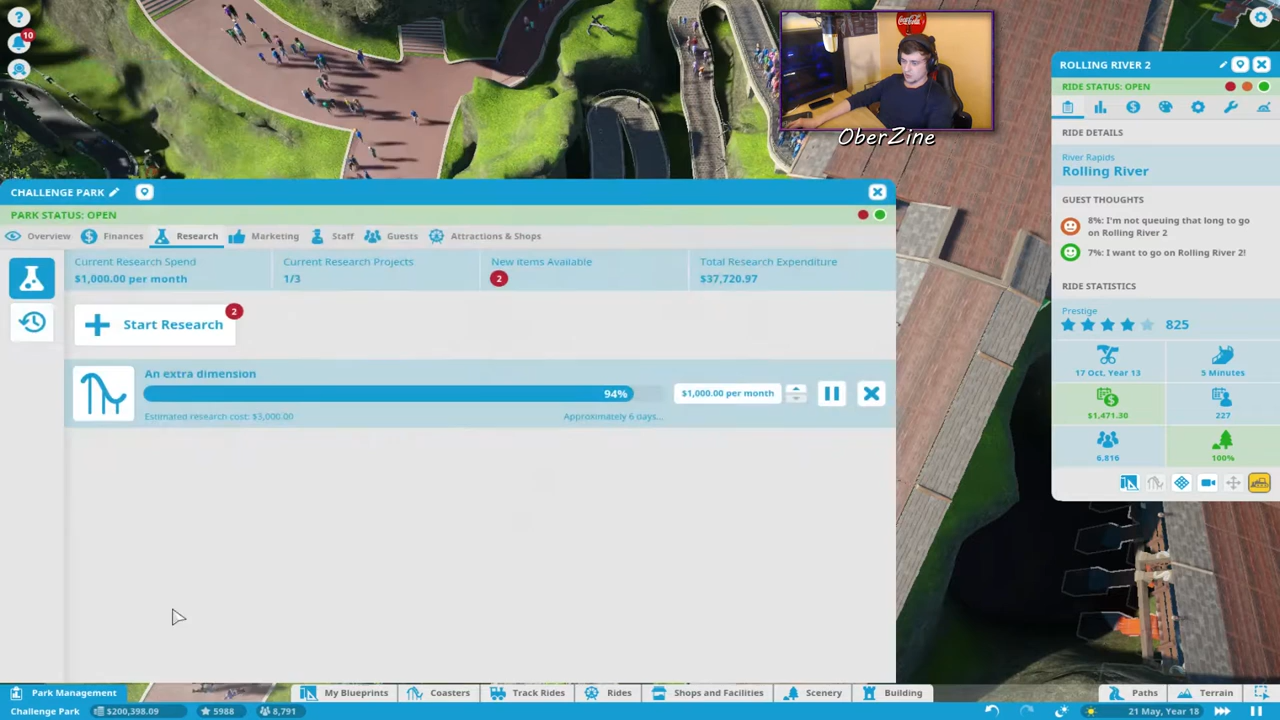 ?
10
Coca-Cola
OberZine
CHALLENGE PARK
PARK STATUS: OPEN
Overview Finances Research Marketing Staff Guests Attractions & Shops
Current Research Spend Current Research Projects New items Available Total Research Expenditure
$1,000.00 per month 1/3 2 $37,720.97
+ Start Research 2
An extra dimension
94% $1,000.00 per month
Estimated research cost: $3,000.00 Approximately 6 days...
ROLLING RIVER 2
RIDE STATUS: OPEN
RIDE DETAILS
River Rapids
Rolling River
GUEST THOUGHTS
8%: I'm not queuing that long to go
on Rolling River 2
7%: I want to go on Rolling River 2!
RIDE STATISTICS
Prestige
825
17 Oct, Year 13 5 Minutes
$1,471.30 227
6,816 100%
Park Management My Blueprints Coasters Track Rides Rides Shops and Facilities Scenery Building Paths Terrain
Challenge Park $200,398.09 5988 8,791 21 May, Year 18